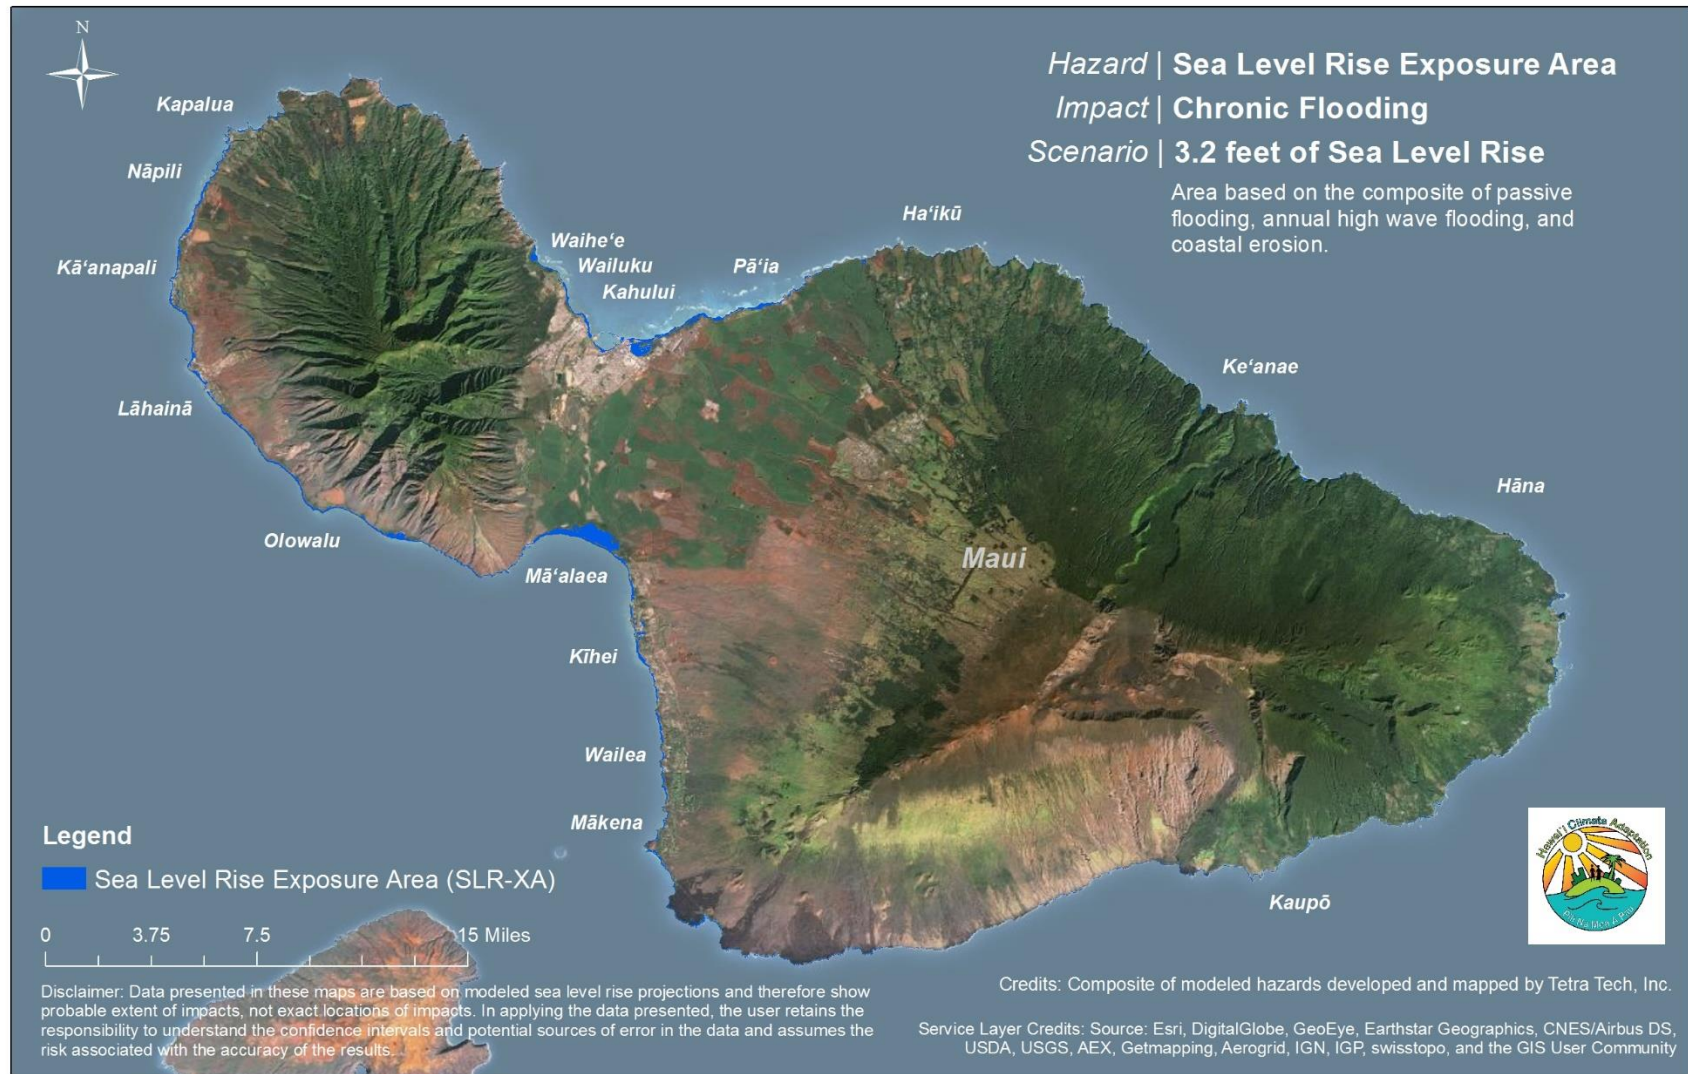 N
Hazard | Sea Level Rise Exposure Area
Impact | Chronic Flooding
Scenario | 3.2 feet of Sea Level Rise
Area based on the composite of passive
flooding, annual high wave flooding, and
coastal erosion.
Kapalua
Nāpili
Kā‘anapali
Lāhainā
Olowalu
Waihe‘e
Wailuku
Kahului
Pā‘ia
Ha‘ikū
Ke‘anae
Hāna
Maui
Mā‘alaea
Kīhei
Wailea
Mākena
Kaupō
Legend
Sea Level Rise Exposure Area (SLR-XA)
0 3.75 7.5 15 Miles
Disclaimer: Data presented in these maps are based on modeled sea level rise projections and therefore show
probable extent of impacts, not exact locations of impacts. In applying the data presented, the user retains the
responsibility to understand the confidence intervals and potential sources of error in the data and assumes the
risk associated with the accuracy of the results.
Hawai‘i Climate Adaptation
Credits: Composite of modeled hazards developed and mapped by Tetra Tech, Inc.
Service Layer Credits: Source: Esri, DigitalGlobe, GeoEye, Earthstar Geographics, CNES/Airbus DS,
USDA, USGS, AEX, Getmapping, Aerogrid, IGN, IGP, swisstopo, and the GIS User Community